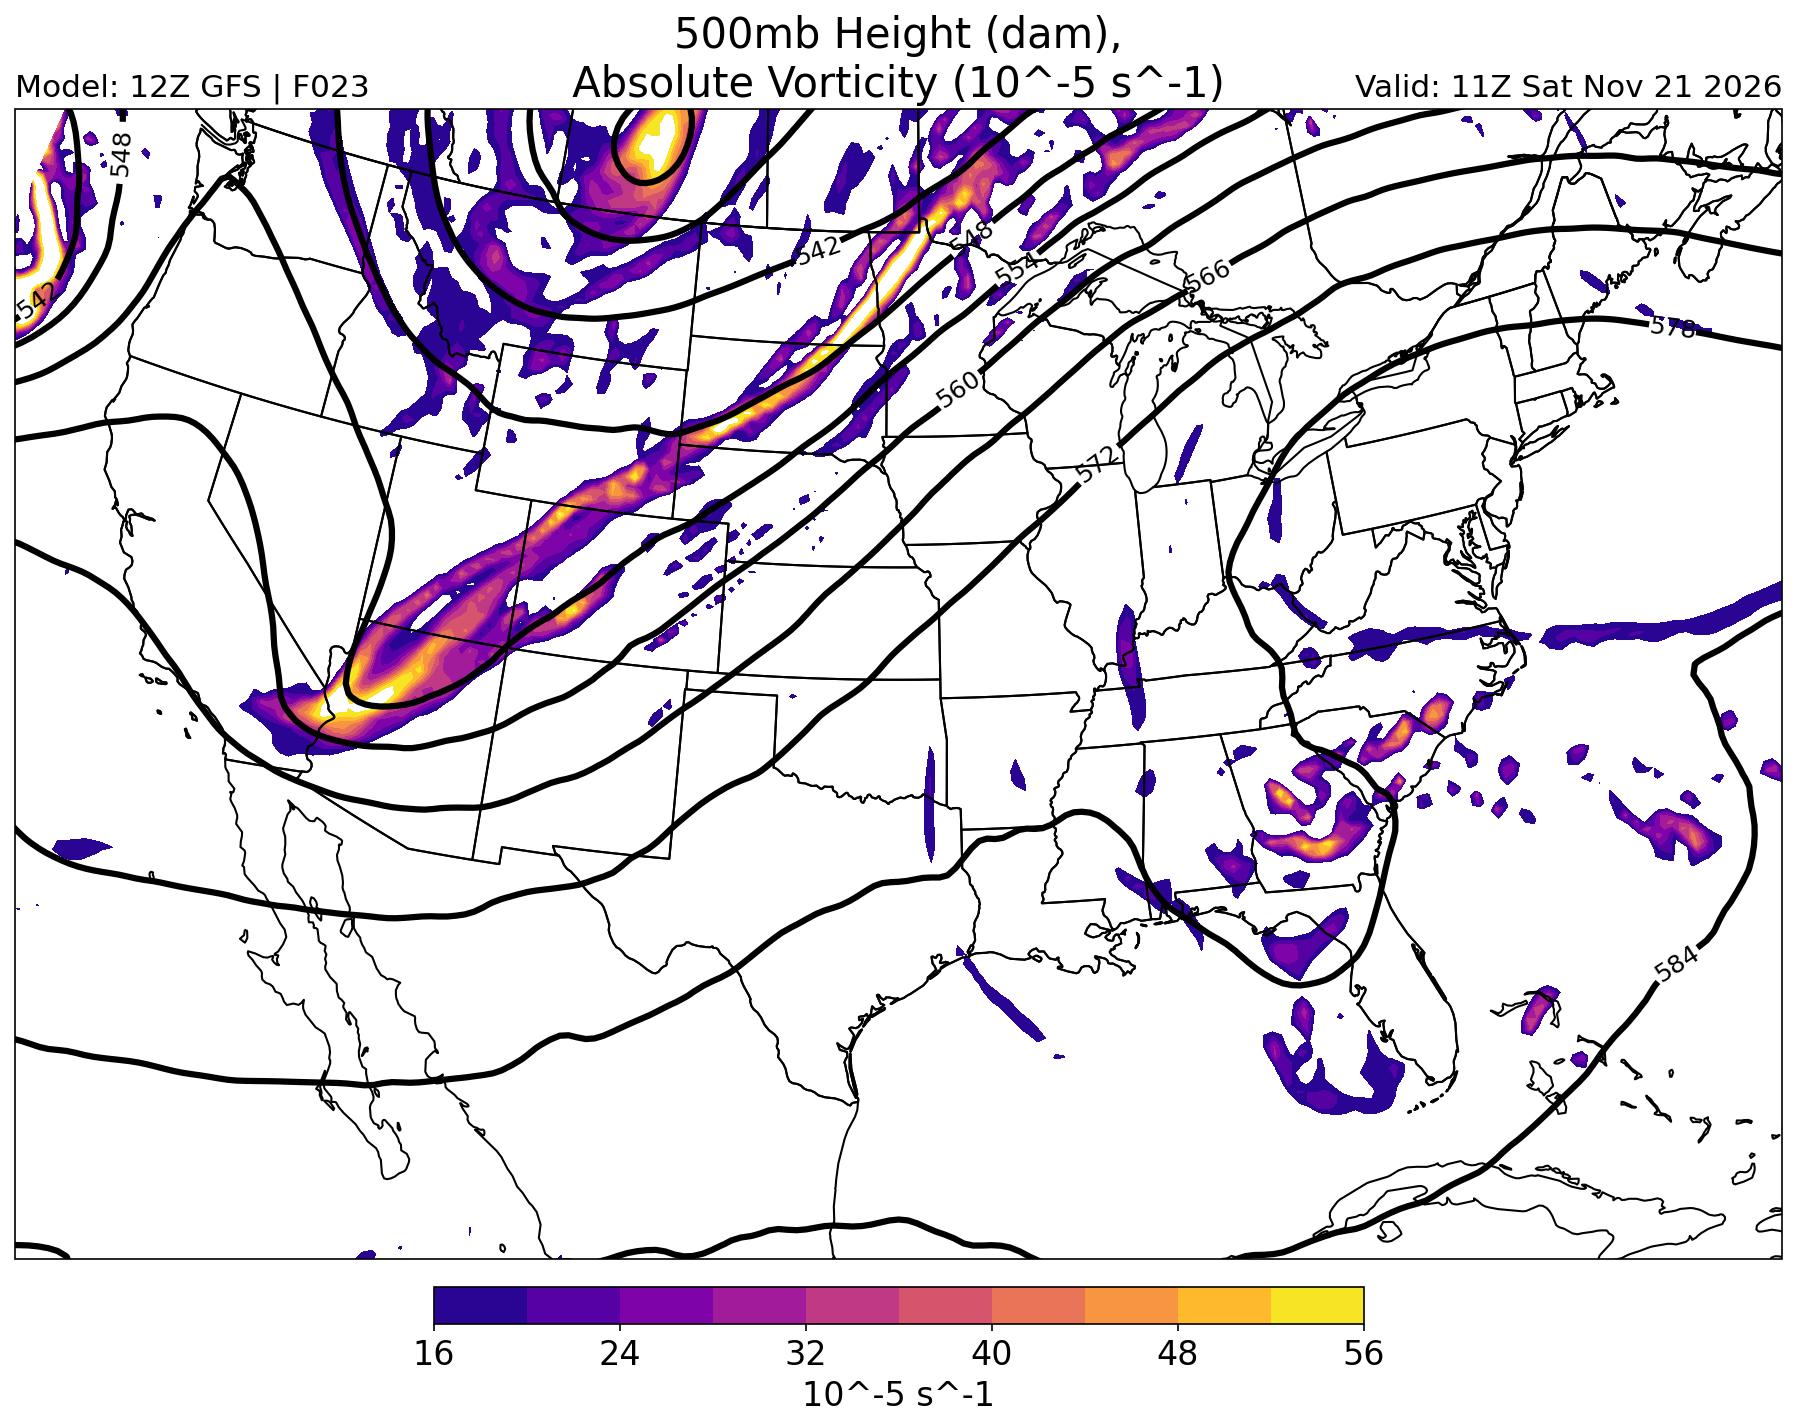 500mb Height (dam),
Model: 12Z GFS | F023
Absolute Vorticity (10^-5 s^-1)
Valid: 11Z Sat Nov 21 2026
548
542
542
548
554
566
560
572
578
584
16 24 32 40 48 56
10^-5 s^-1